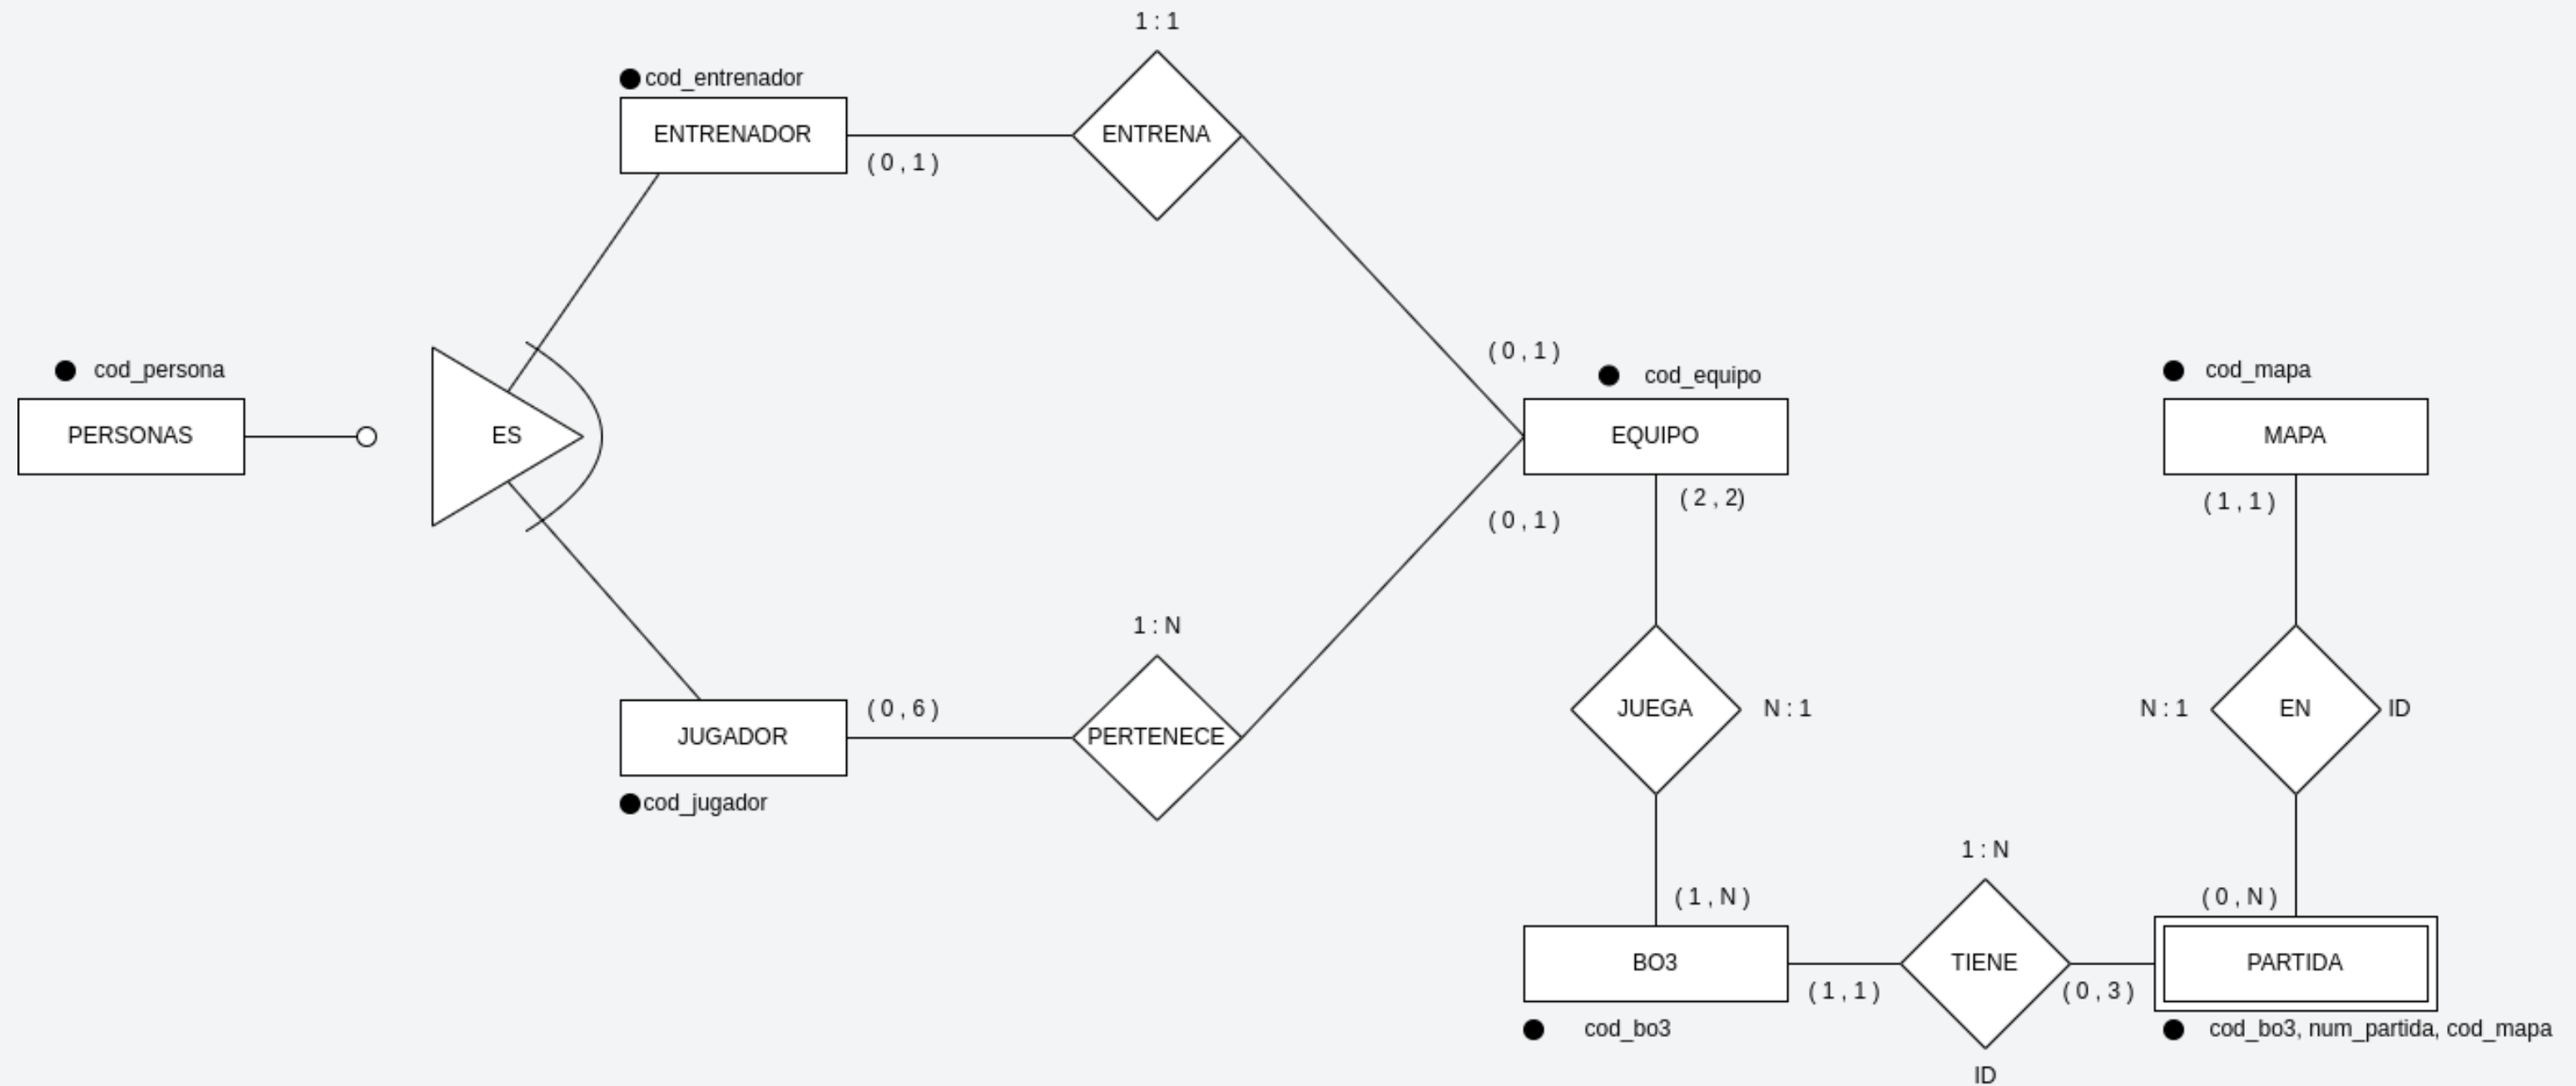 1 : 1
cod_entrenador
ENTRENADOR
ENTRENA
( 0 , 1 )
( 0 , 1 )
cod_persona
cod_equipo
cod_mapa
PERSONAS
ES
EQUIPO
MAPA
( 2 , 2)
( 1 , 1 )
( 0 , 1 )
1 : N
( 0 , 6 )
JUEGA
N : 1
N : 1
EN
ID
JUGADOR
PERTENECE
cod_jugador
1 : N
( 1 , N )
( 0 , N )
BO3
TIENE
PARTIDA
( 1 , 1 )
( 0 , 3 )
cod_bo3
cod_bo3, num_partida, cod_mapa
ID